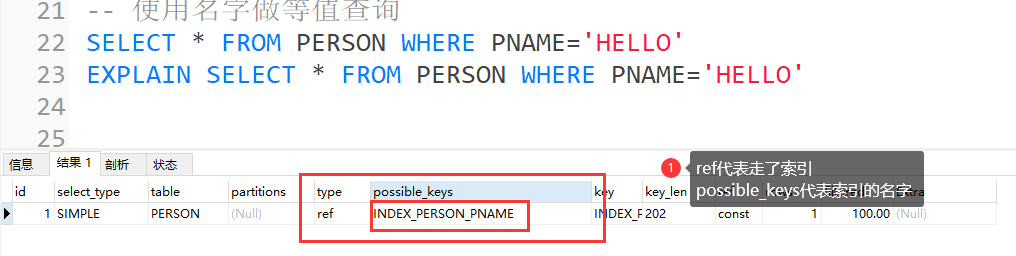 21 -- 使用名字做等值查询
22 SELECT * FROM PERSON WHERE PNAME='HELLO'
23 EXPLAIN SELECT * FROM PERSON WHERE PNAME='HELLO'
24
25
信息 结果 1 剖析 状态
1 ref代表走了索引
possible_keys代表索引的名字
id select_type table partitions type possible_keys key key_len
1 SIMPLE PERSON (Null) ref INDEX_PERSON_PNAME INDEX_F 202 const 1 100.00 (Null)